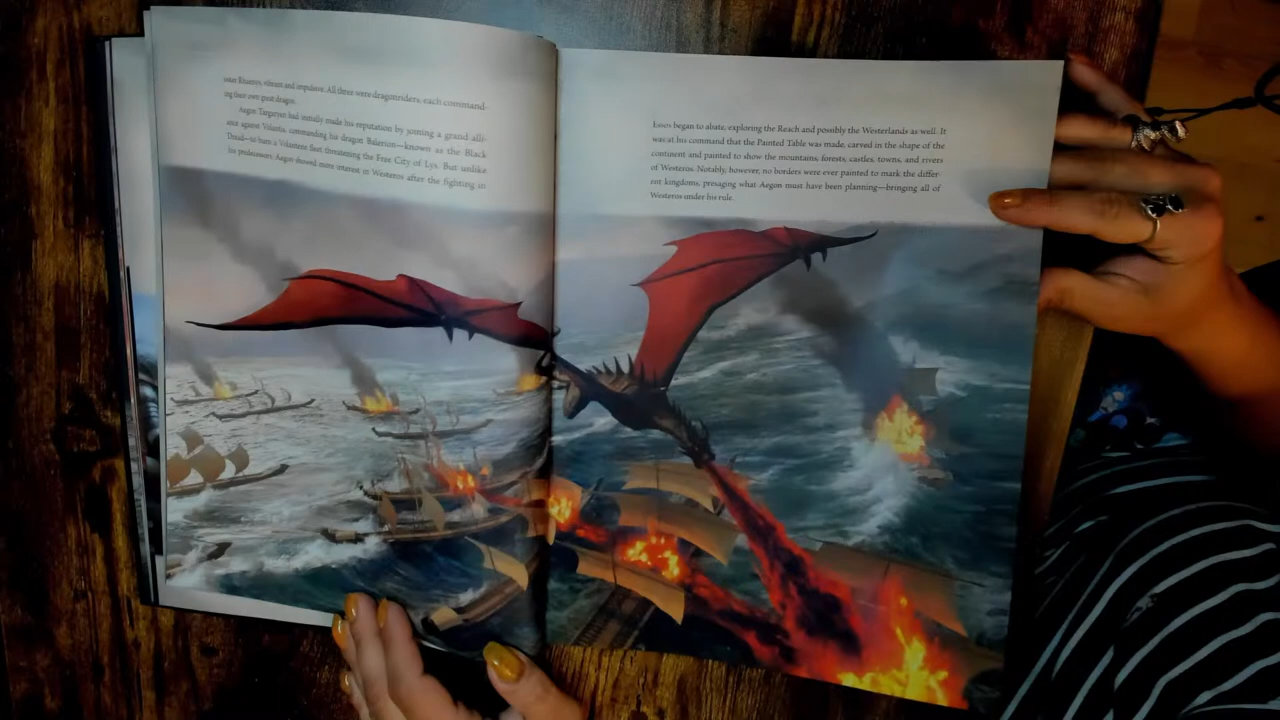 sister Rhaenys, vibrant and impulsive. All three were dragonriders, each command-
ing their own great dragon.
Aegon Targaryen had initially made his reputation by joining a grand alli-
ance against Volantis, commanding his dragon Balerion—known as the Black
Dread—to burn a Volantene fleet threatening the Free City of Lys. But unlike
his predecessors, Aegon showed more interest in Westeros after the fighting in
Essos began to abate, exploring the Reach and possibly the Westerlands as well. It
was at his command that the Painted Table was made, carved in the shape of the
continent and painted to show the mountains, forests, castles, towns, and rivers
of Westeros. Notably, however, no borders were ever painted to mark the differ-
ent kingdoms, presaging what Aegon must have been planning—bringing all of
Westeros under his rule.